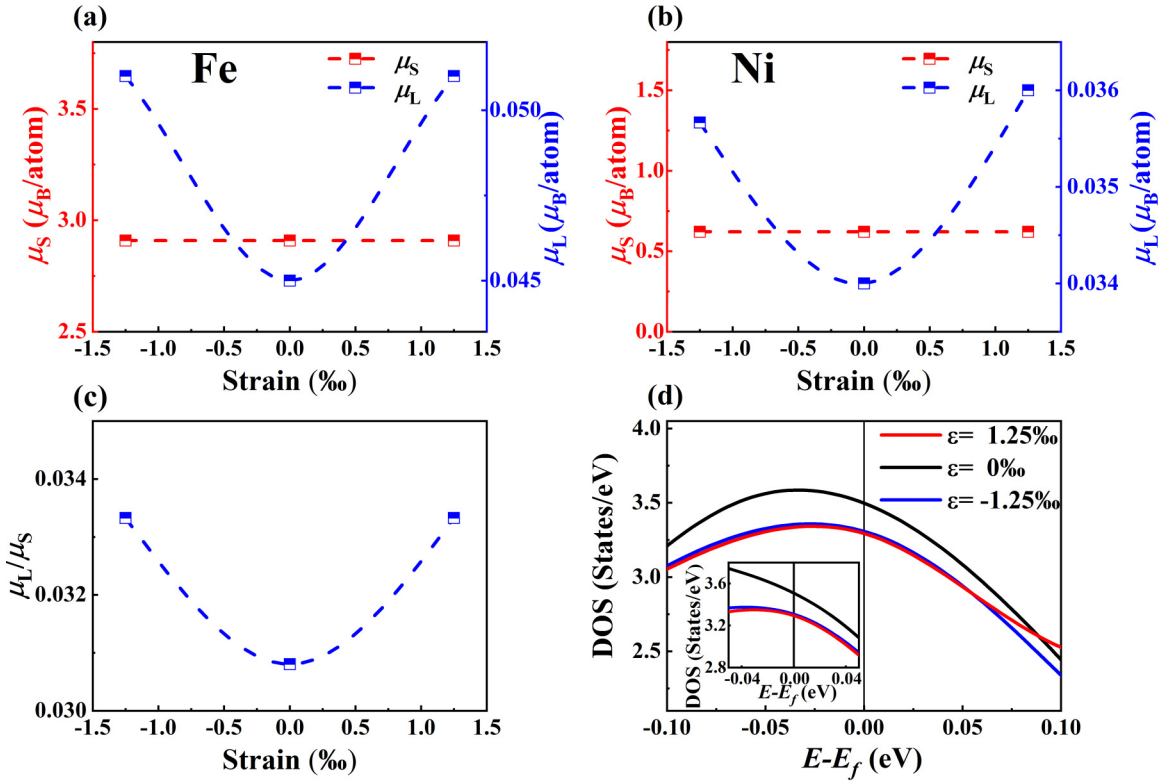 (a)
Fe
μS
μL
3.5
3.0
2.5
μS (μB/atom)
0.050
0.045
μL (μB/atom)
-1.5 -1.0 -0.5 0.0 0.5 1.0 1.5
Strain (‰)
(b)
Ni
μS
μL
1.5
1.0
0.5
0.0
μS (μB/atom)
0.036
0.035
0.034
μL (μB/atom)
-1.5 -1.0 -0.5 0.0 0.5 1.0 1.5
Strain (‰)
(c)
0.034
0.032
0.030
μL/μS
-1.5 -1.0 -0.5 0.0 0.5 1.0 1.5
Strain (‰)
(d)
ε= 1.25‰
ε= 0‰
ε= -1.25‰
4.0
3.5
3.0
2.5
DOS (States/eV)
3.6
3.2
2.8
DOS (States/eV)
-0.04 0.00 0.04
E-Ef (eV)
-0.10 -0.05 0.00 0.05 0.10
E-Ef (eV)